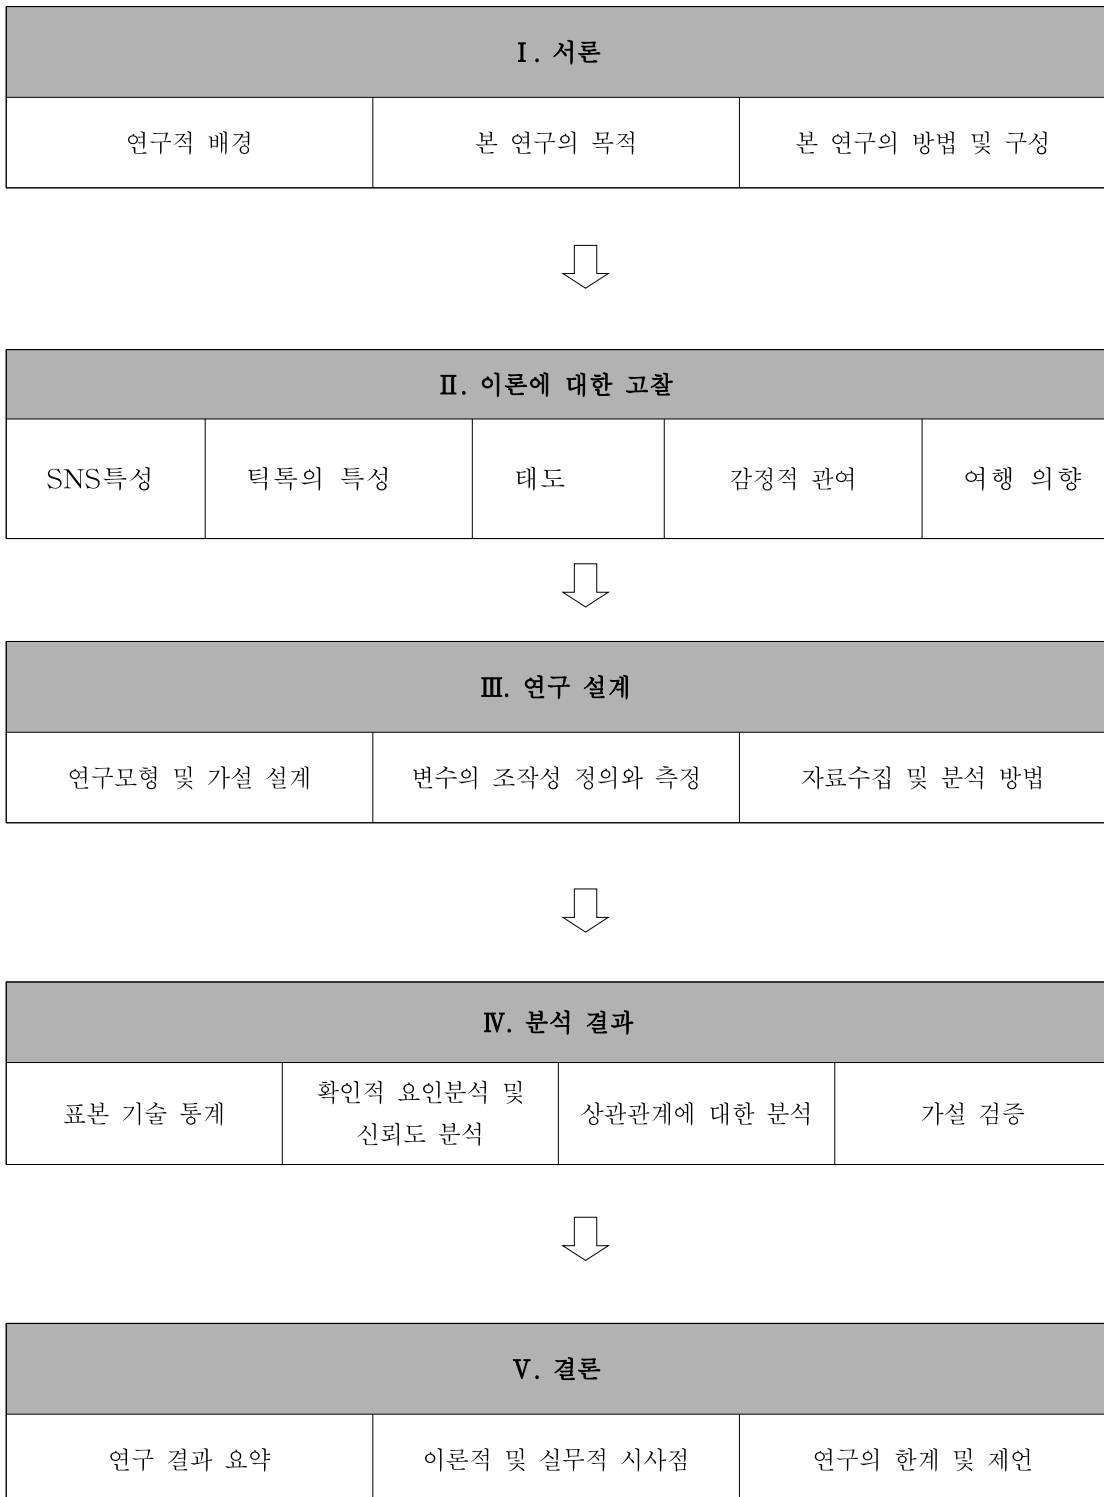 Ⅰ. 서론
연구적 배경
본 연구의 목적
본 연구의 방법 및 구성
Ⅱ. 이론에 대한 고찰
SNS특성
틱톡의 특성
태도
감정적 관여
여행 의향
Ⅲ. 연구 설계
연구모형 및 가설 설계
변수의 조작성 정의와 측정
자료수집 및 분석 방법
Ⅳ. 분석 결과
표본 기술 통계
확인적 요인분석 및
신뢰도 분석
상관관계에 대한 분석
가설 검증
Ⅴ. 결론
연구 결과 요약
이론적 및 실무적 시사점
연구의 한계 및 제언